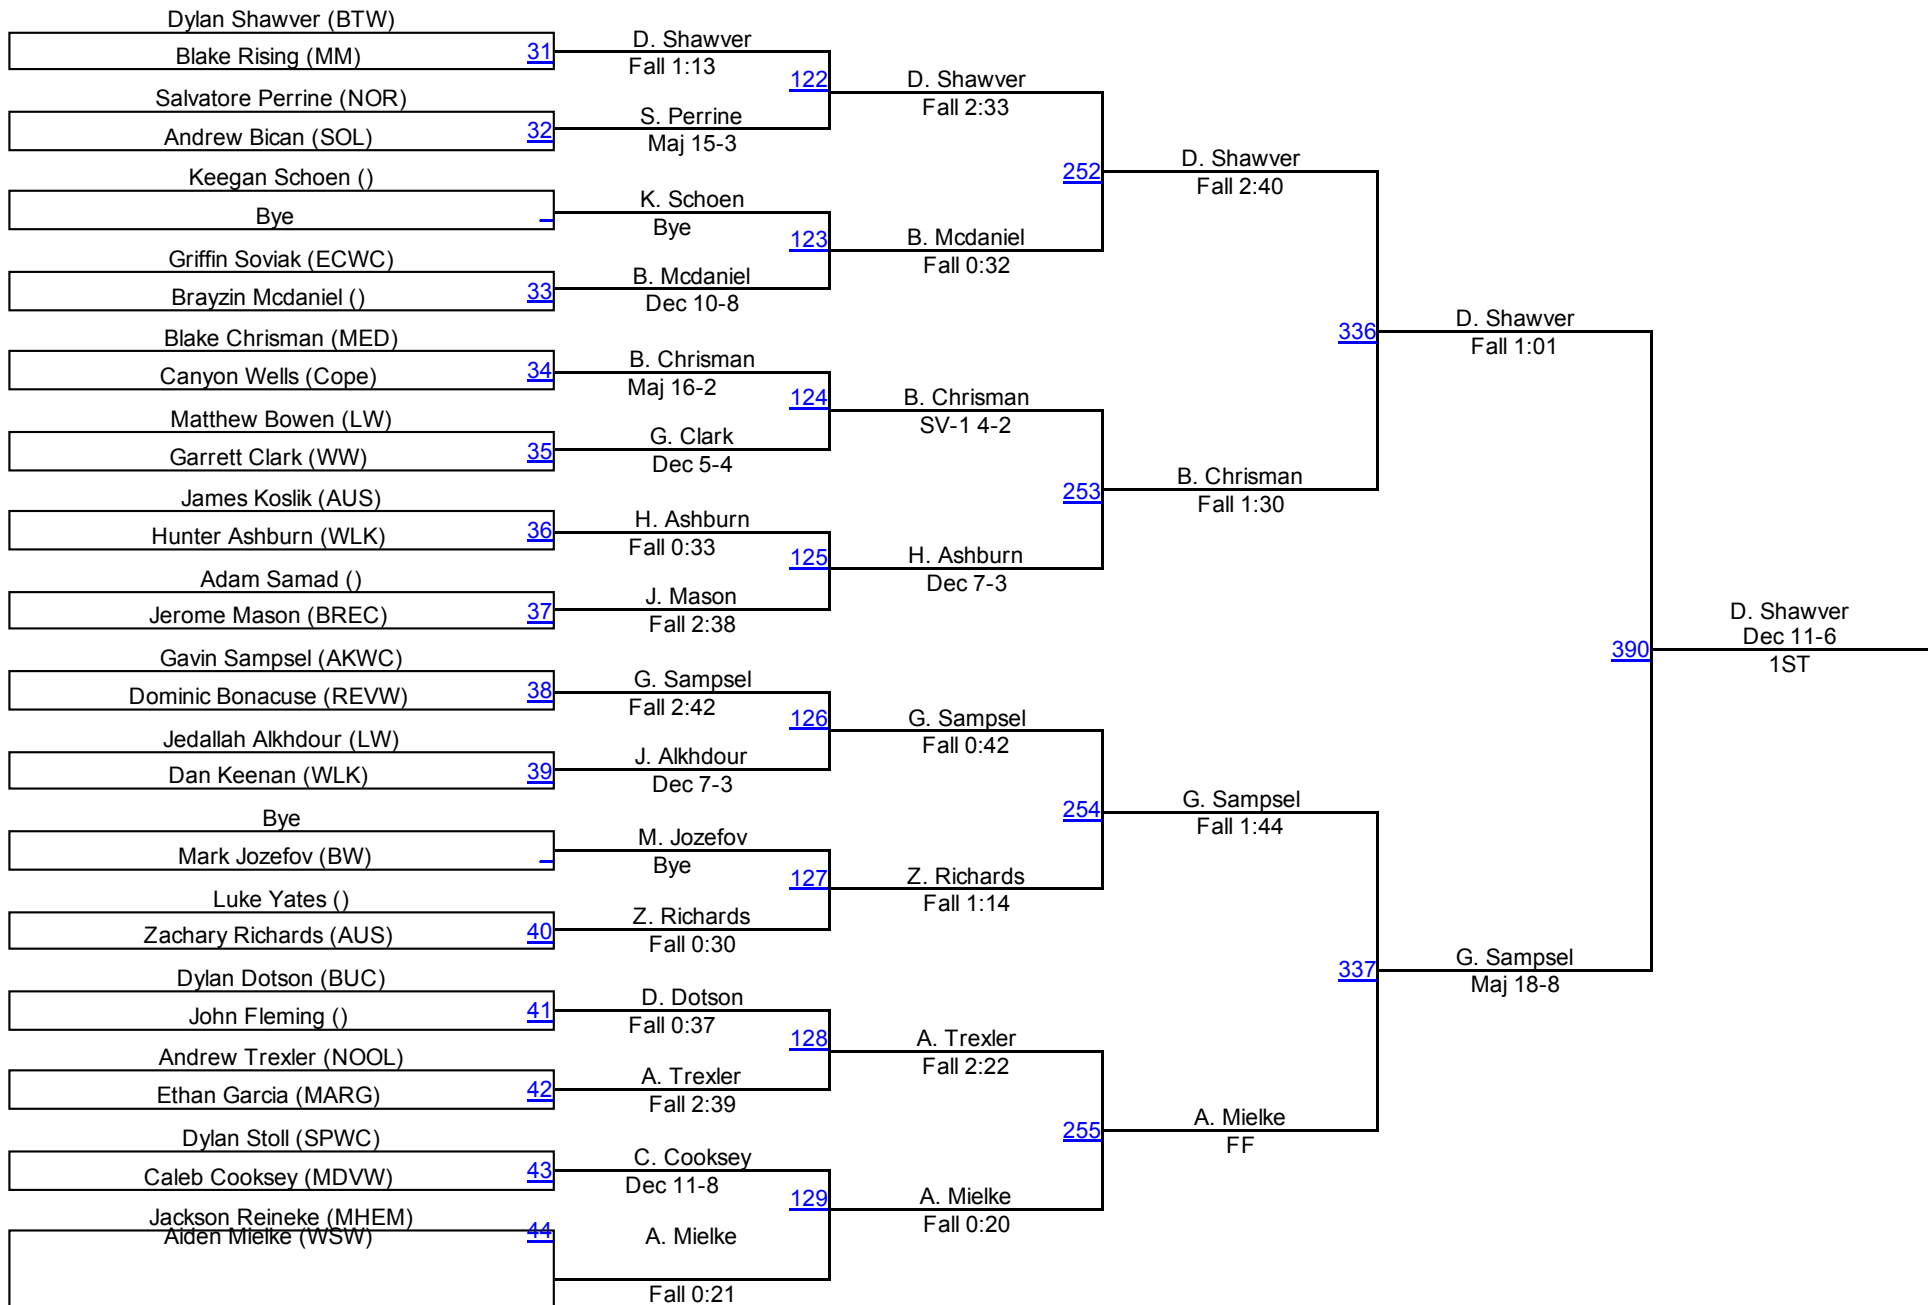 Dylan Shawver (BTW)
Blake Rising (MM)
31
Salvatore Perrine (NOR)
Andrew Bican (SOL)
32
Keegan Schoen ()
Bye
Griffin Soviak (ECWC)
Brayzin Mcdaniel ()
33
Blake Chrisman (MED)
Canyon Wells (Cope)
34
Matthew Bowen (LW)
Garrett Clark (WW)
35
James Koslik (AUS)
Hunter Ashburn (WLK)
36
Adam Samad ()
Jerome Mason (BREC)
37
Gavin Sampsel (AKWC)
Dominic Bonacuse (REVW)
38
Jedallah Alkhdour (LW)
Dan Keenan (WLK)
39
Bye
Mark Jozefov (BW)
Luke Yates ()
Zachary Richards (AUS)
40
Dylan Dotson (BUC)
John Fleming ()
41
Andrew Trexler (NOOL)
Ethan Garcia (MARG)
42
Dylan Stoll (SPWC)
Caleb Cooksey (MDVW)
43
Jackson Reineke (MHEM)
Aiden Mielke (WSW)
44
D. Shawver
Fall 1:13
122
S. Perrine
Maj 15-3
K. Schoen
Bye
123
B. Mcdaniel
Dec 10-8
B. Chrisman
Maj 16-2
124
G. Clark
Dec 5-4
H. Ashburn
Fall 0:33
125
J. Mason
Fall 2:38
G. Sampsel
Fall 2:42
126
J. Alkhdour
Dec 7-3
M. Jozefov
Bye
127
Z. Richards
Fall 0:30
D. Dotson
Fall 0:37
128
A. Trexler
Fall 2:39
C. Cooksey
Dec 11-8
129
A. Mielke
Fall 0:21
D. Shawver
Fall 2:33
252
B. Mcdaniel
Fall 0:32
B. Chrisman
SV-1 4-2
253
H. Ashburn
Dec 7-3
G. Sampsel
Fall 0:42
254
Z. Richards
Fall 1:14
A. Trexler
Fall 2:22
255
A. Mielke
Fall 0:20
D. Shawver
Fall 2:40
336
B. Chrisman
Fall 1:30
G. Sampsel
Fall 1:44
337
A. Mielke
FF
D. Shawver
Fall 1:01
390
G. Sampsel
Maj 18-8
D. Shawver
Dec 11-6
1ST